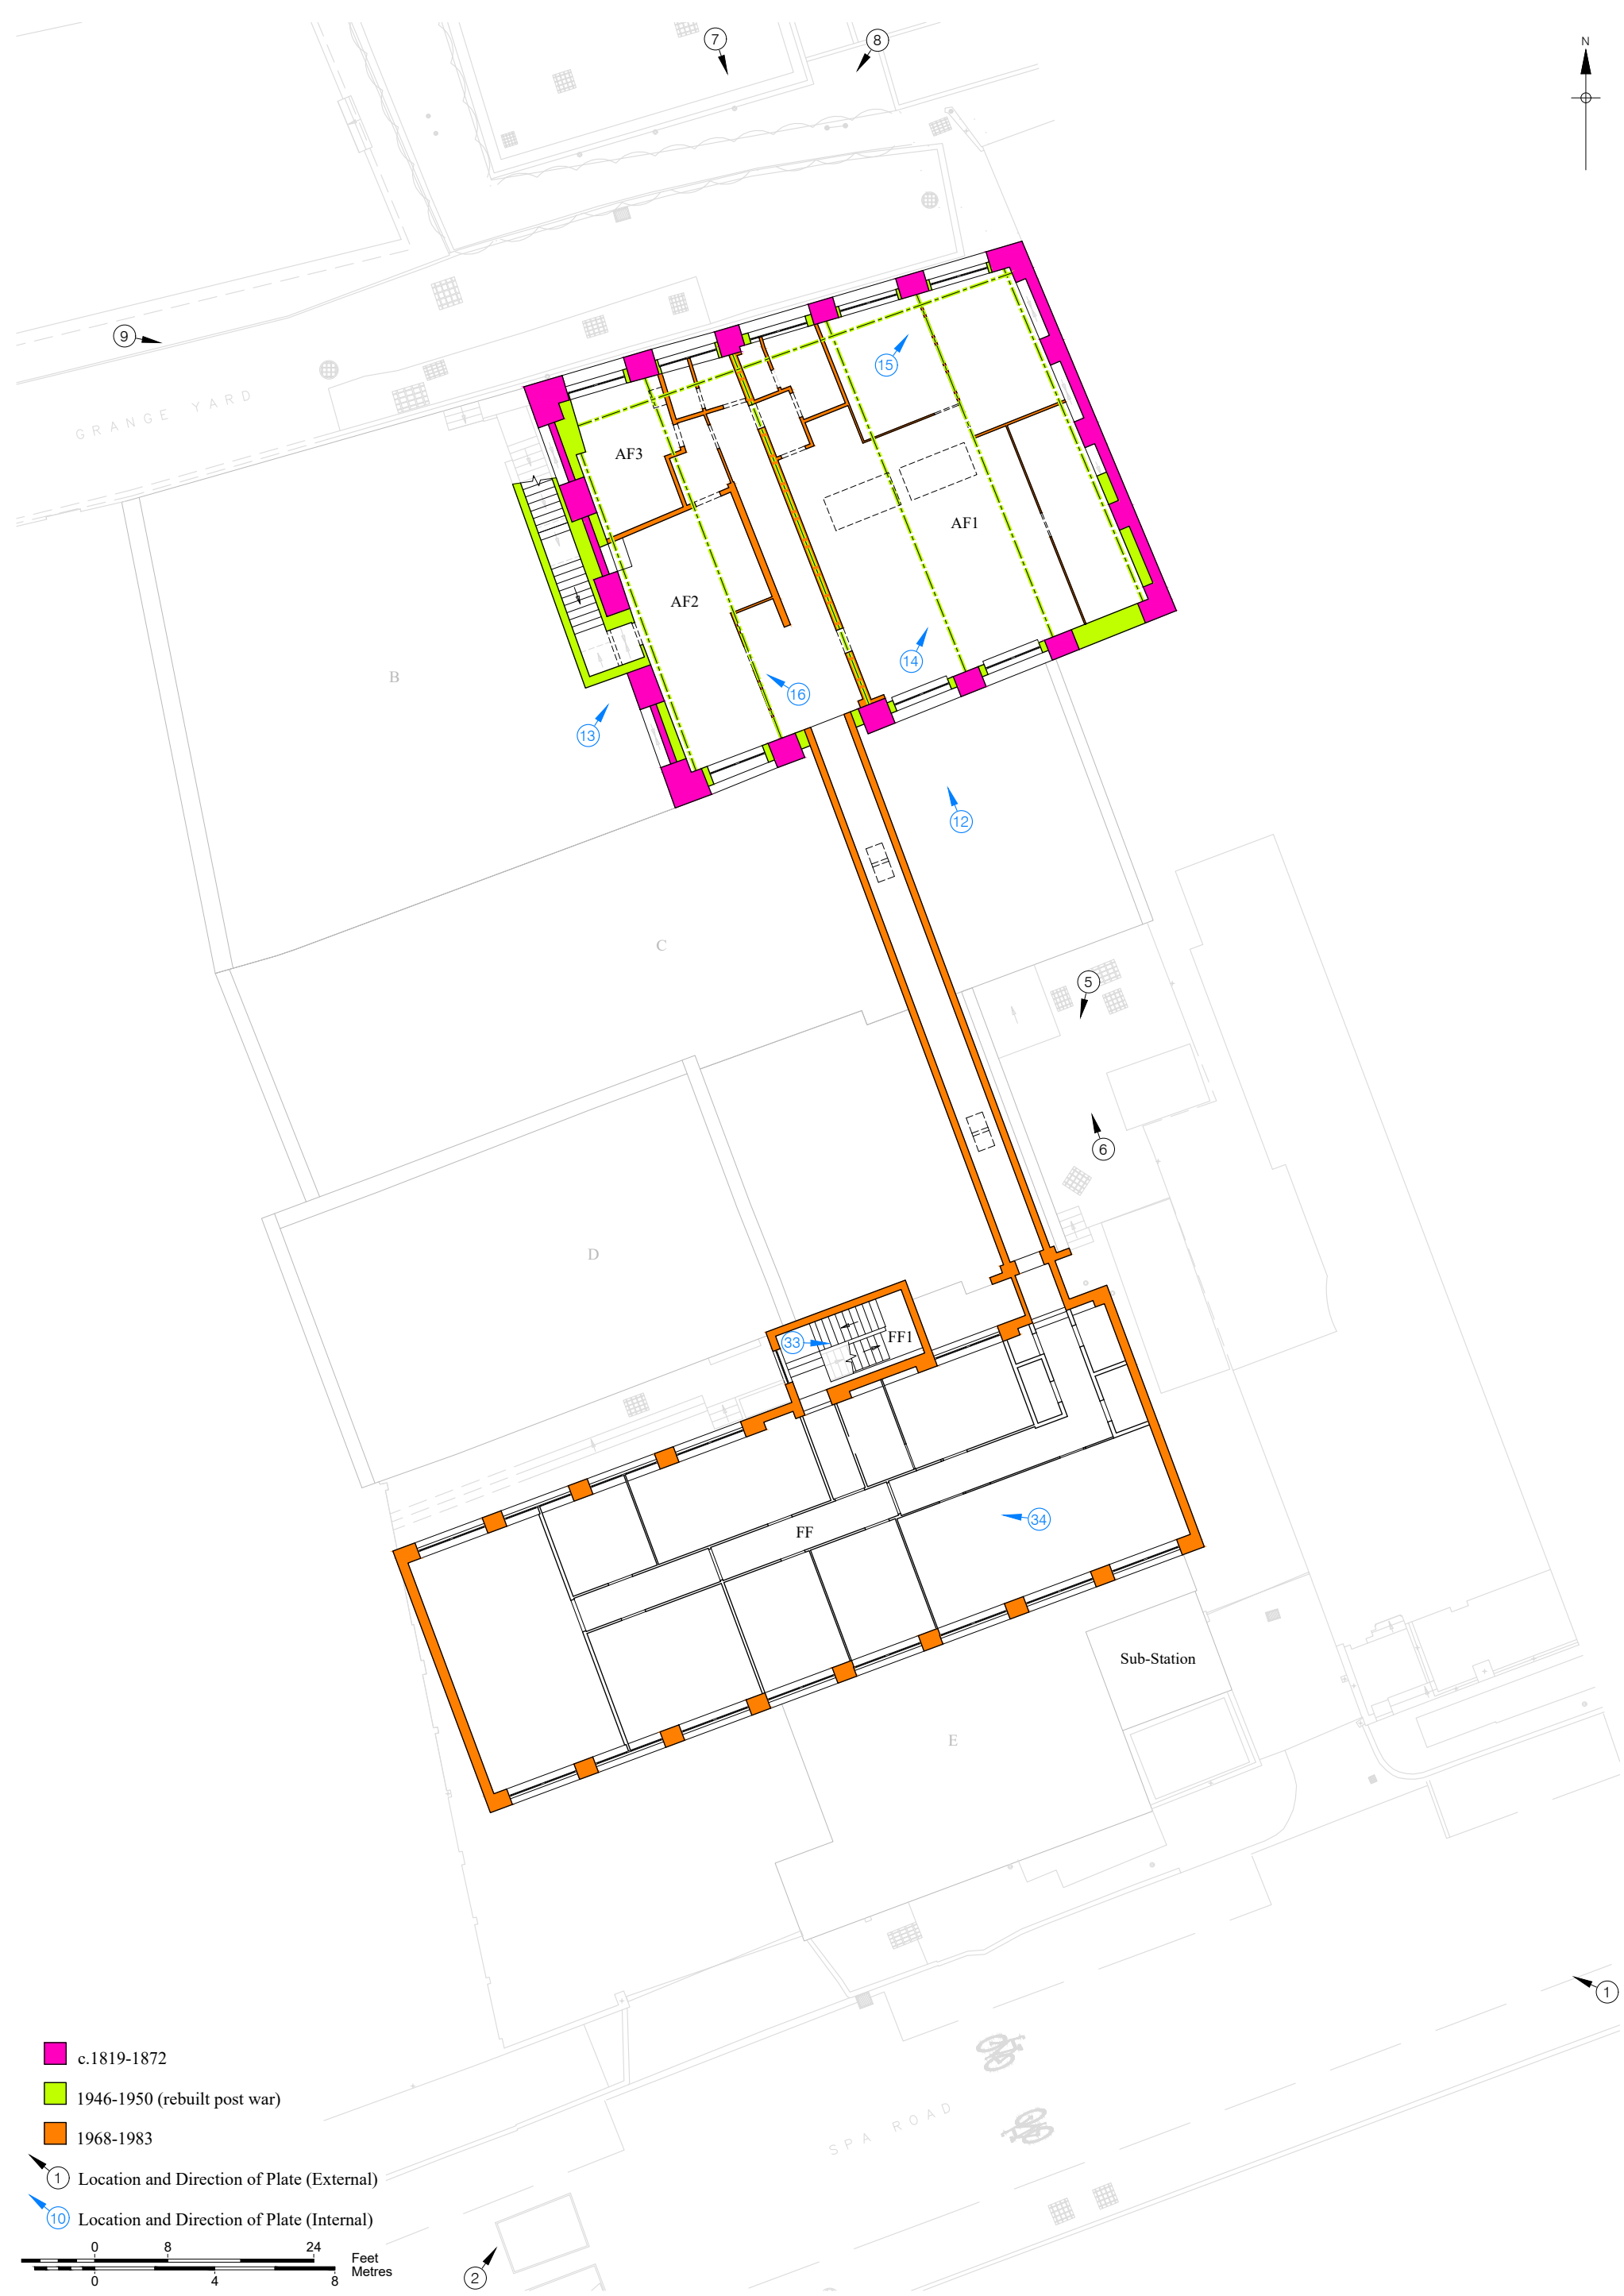 7
8
N
9
GRANGE YARD
15
AF3
AF1
AF2
14
B
16
13
12
C
5
6
D
33
FF1
34
FF
Sub-Station
E
1
c.1819-1872
1946-1950 (rebuilt post war)
1968-1983
SPA ROAD
1 Location and Direction of Plate (External)
10 Location and Direction of Plate (Internal)
0 8 24
Feet
Metres
0 4 8
2